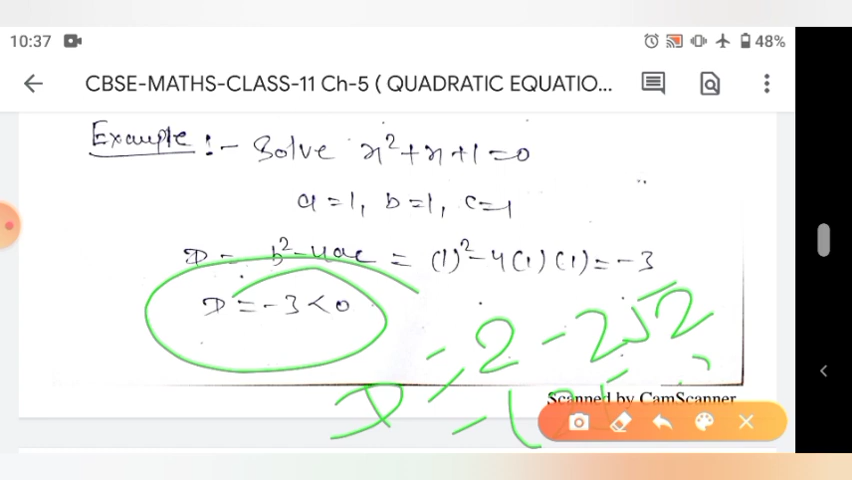 10:37
48%
CBSE-MATHS-CLASS-11 Ch-5 ( QUADRATIC EQUATIO...
Example :- Solve x²+x+1=0
a=1, b=1, c=1
D = b²-4ac = (1)²-4(1)(1)=-3
D = -3<0
= 2-2√2
D =
Scanned by CamScanner